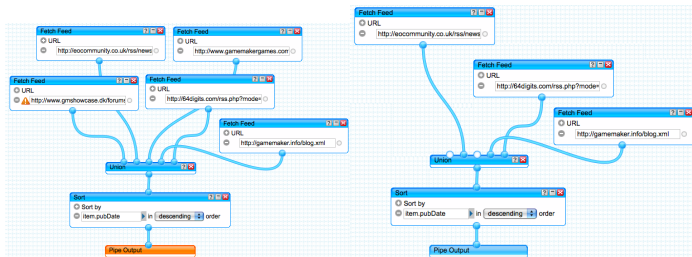 Fetch Feed
URL
http://eocommunity.co.uk/rss/news
Fetch Feed
URL
http://www.gamemakergames.com
Fetch Feed
URL
http://www.gmshowcase.dk/forums
Fetch Feed
URL
http://64digits.com/rss.php?mode=
Fetch Feed
URL
http://gamemaker.info/blog.xml
Union
Sort
Sort by
item.pubDate in descending order
Pipe Output
Fetch Feed
URL
http://eocommunity.co.uk/rss/news
Fetch Feed
URL
http://64digits.com/rss.php?mode=
Fetch Feed
URL
http://gamemaker.info/blog.xml
Union
Sort
Sort by
item.pubDate in descending order
Pipe Output